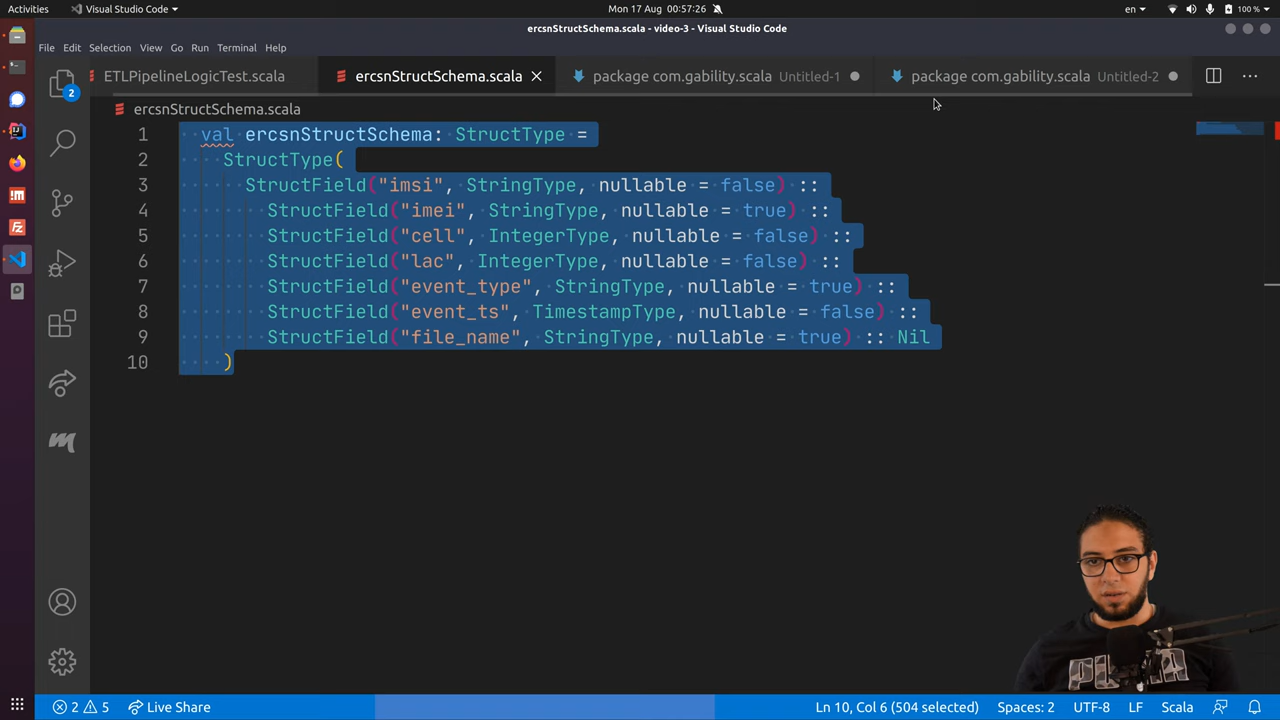 Activities
Visual Studio Code
Mon 17 Aug 00:57:26
en
100 %
ercsnStructSchema.scala - video-3 - Visual Studio Code
File Edit Selection View Go Run Terminal Help
ETLPipelineLogicTest.scala
ercsnStructSchema.scala
package com.gability.scala Untitled-1
package com.gability.scala Untitled-2
ercsnStructSchema.scala
1 val ercsnStructSchema: StructType =
2 StructType(
3 StructField("imsi", StringType, nullable = false) ::
4 StructField("imei", StringType, nullable = true) ::
5 StructField("cell", IntegerType, nullable = false) ::
6 StructField("lac", IntegerType, nullable = false) ::
7 StructField("event_type", StringType, nullable = true) ::
8 StructField("event_ts", TimestampType, nullable = false) ::
9 StructField("file_name", StringType, nullable = true) :: Nil
10 )
2
2 5 Live Share
Ln 10, Col 6 (504 selected)
Spaces: 2
UTF-8
LF
Scala